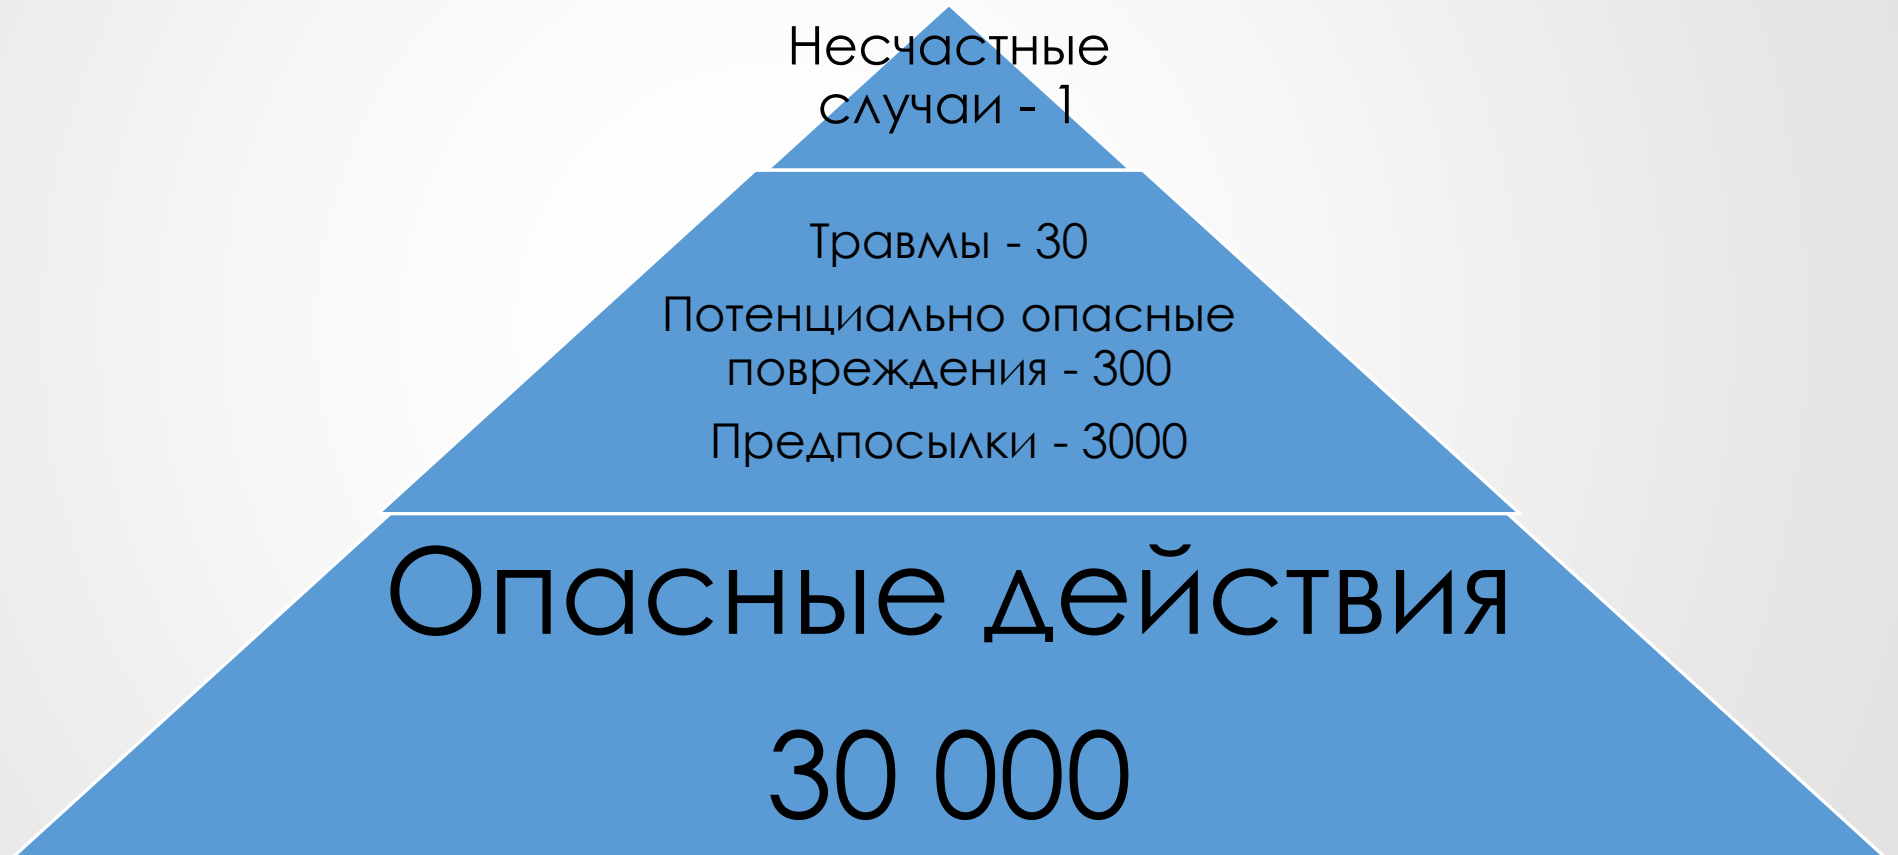 Несчастные
случаи - 1
Травмы - 30
Потенциально опасные
повреждения - 300
Предпосылки - 3000
Опасные действия
30 000